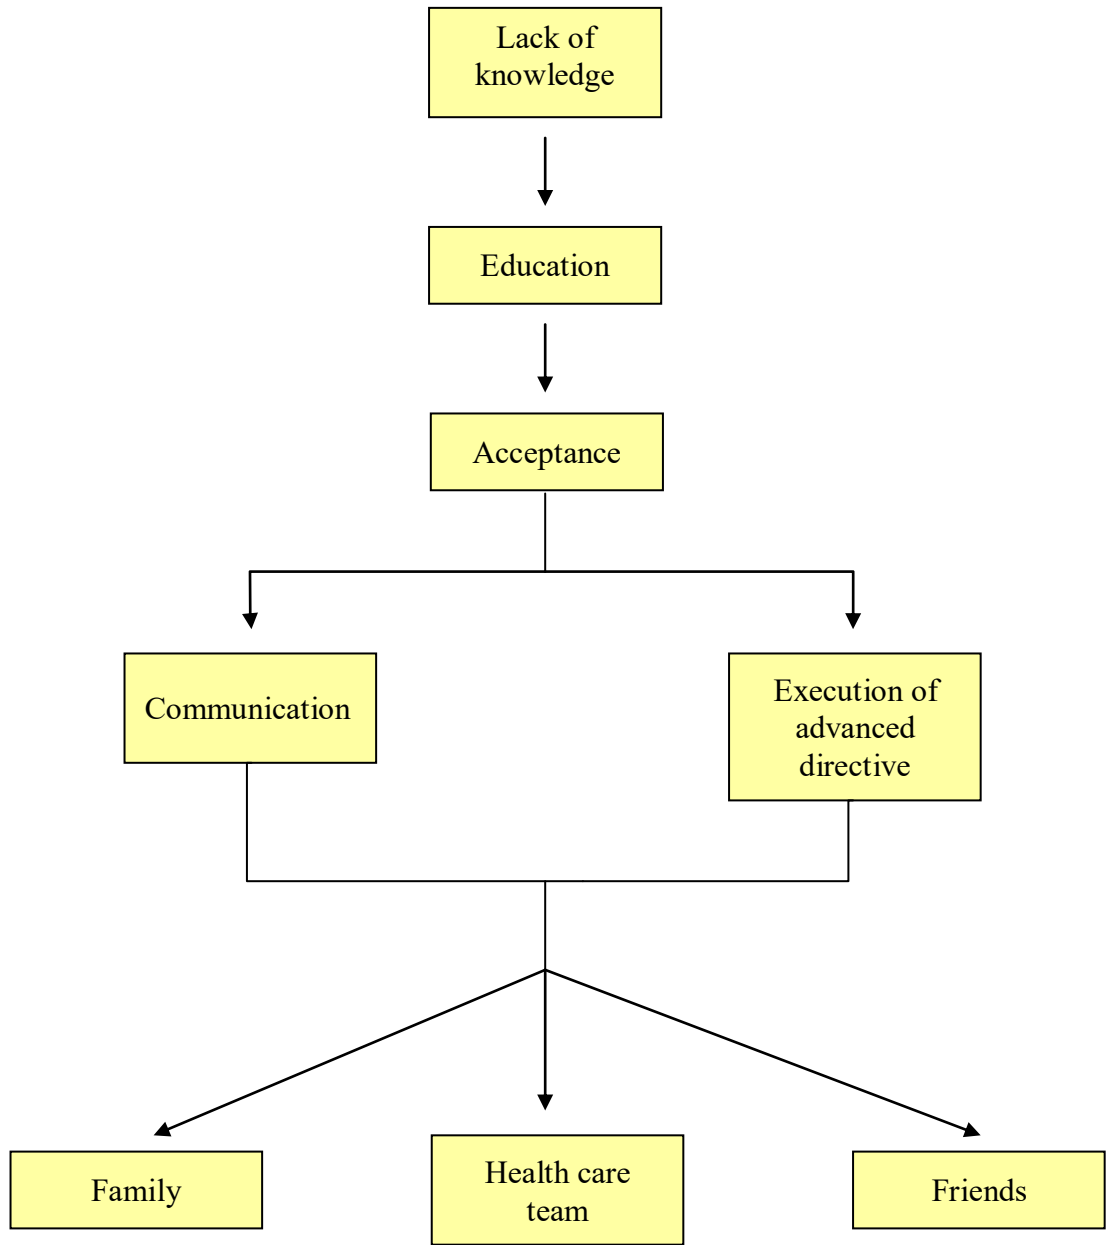 Lack of
knowledge
Education
Acceptance
Communication
Execution of
advanced
directive
Family
Health care
team
Friends